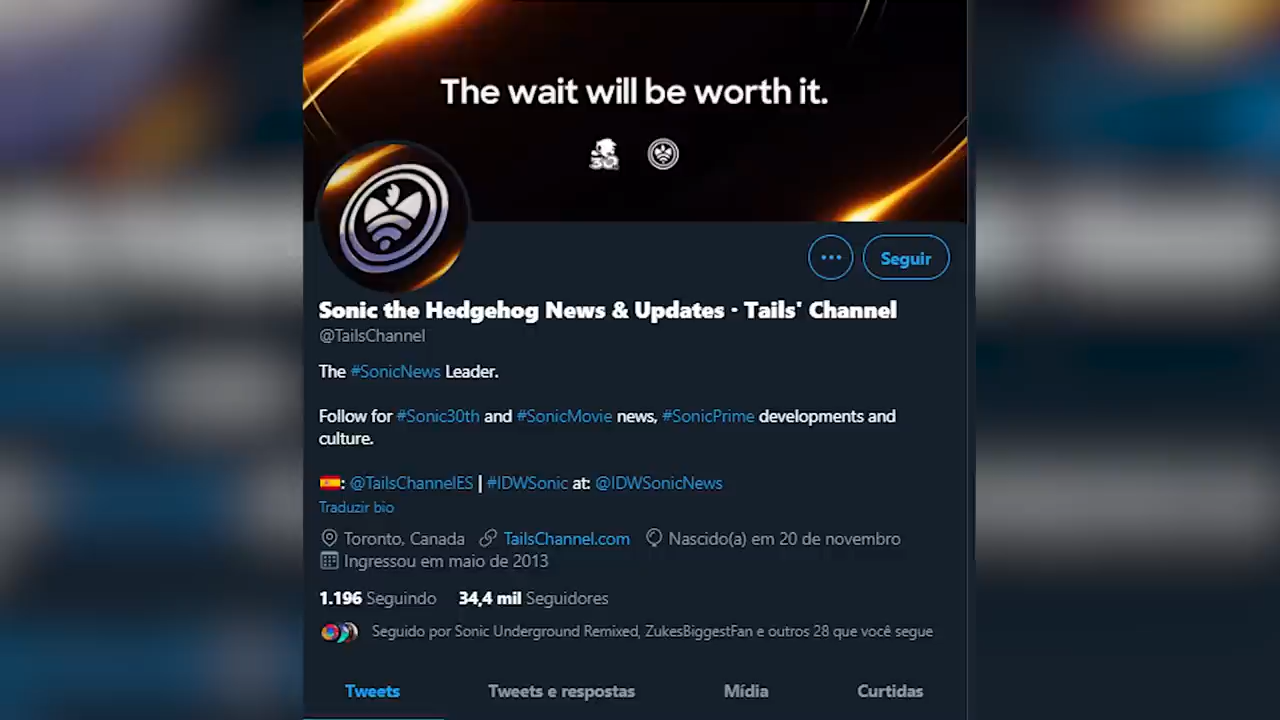 The wait will be worth it.
30
Seguir
Sonic the Hedgehog News & Updates · Tails' Channel
@TailsChannel
The #SonicNews Leader.
Follow for #Sonic30th and #SonicMovie news, #SonicPrime developments and
culture.
: @TailsChannelES | #IDWSonic at: @IDWSonicNews
Traduzir bio
Toronto, Canada TailsChannel.com Nascido(a) em 20 de novembro
Ingressou em maio de 2013
1.196 Seguindo 34,4 mil Seguidores
Seguido por Sonic Underground Remixed, ZukesBiggestFan e outros 28 que você segue
Tweets Tweets e respostas Mídia Curtidas